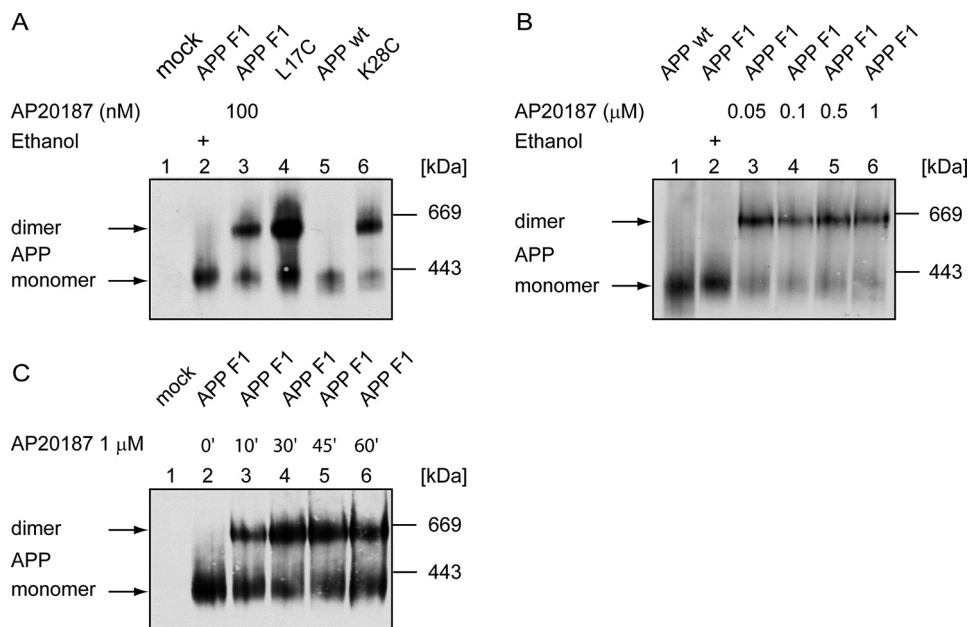 A
mock APP F1 APP F1 L17C APP wt K28C
AP20187 (nM) 100
Ethanol +
1 2 3 4 5 6 [kDa]
dimer 669
APP
monomer 443
B
APP wt APP F1 APP F1 APP F1 APP F1 APP F1
AP20187 (μM) 0.05 0.1 0.5 1
Ethanol +
1 2 3 4 5 6 [kDa]
dimer 669
APP
monomer 443
C
mock APP F1 APP F1 APP F1 APP F1 APP F1
AP20187 1 μM 0' 10' 30' 45' 60'
1 2 3 4 5 6 [kDa]
dimer 669
APP
monomer 443